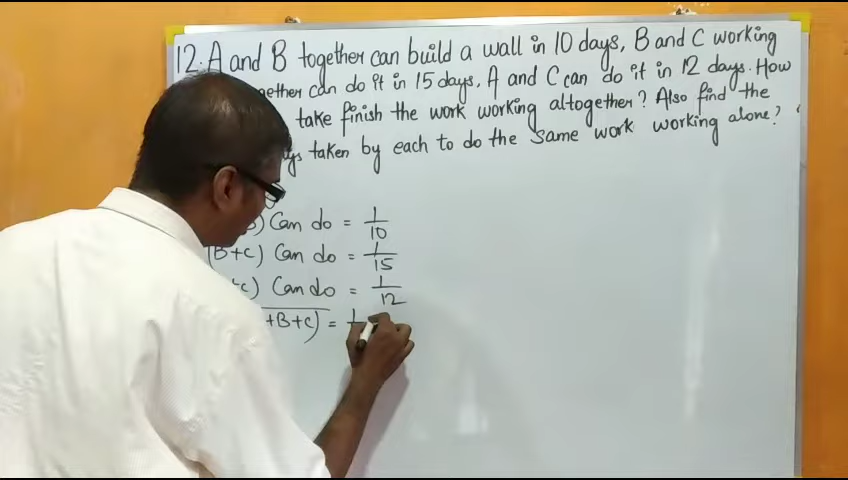 12. A and B together can build a wall in 10 days, B and C working
gether can do it in 15 days, A and C can do it in 12 days. How
take finish the work working altogether? Also find the
ys taken by each to do the same work working alone?
) Can do = 1/10
(B+C) Can do = 1/15
+C) Can do = 1/12
+B+C) = 1